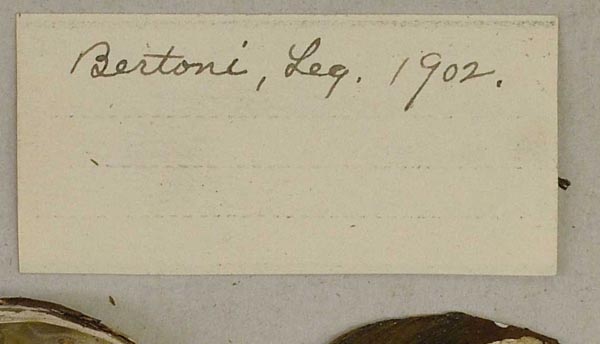 Bertoni, Leg. 1902.